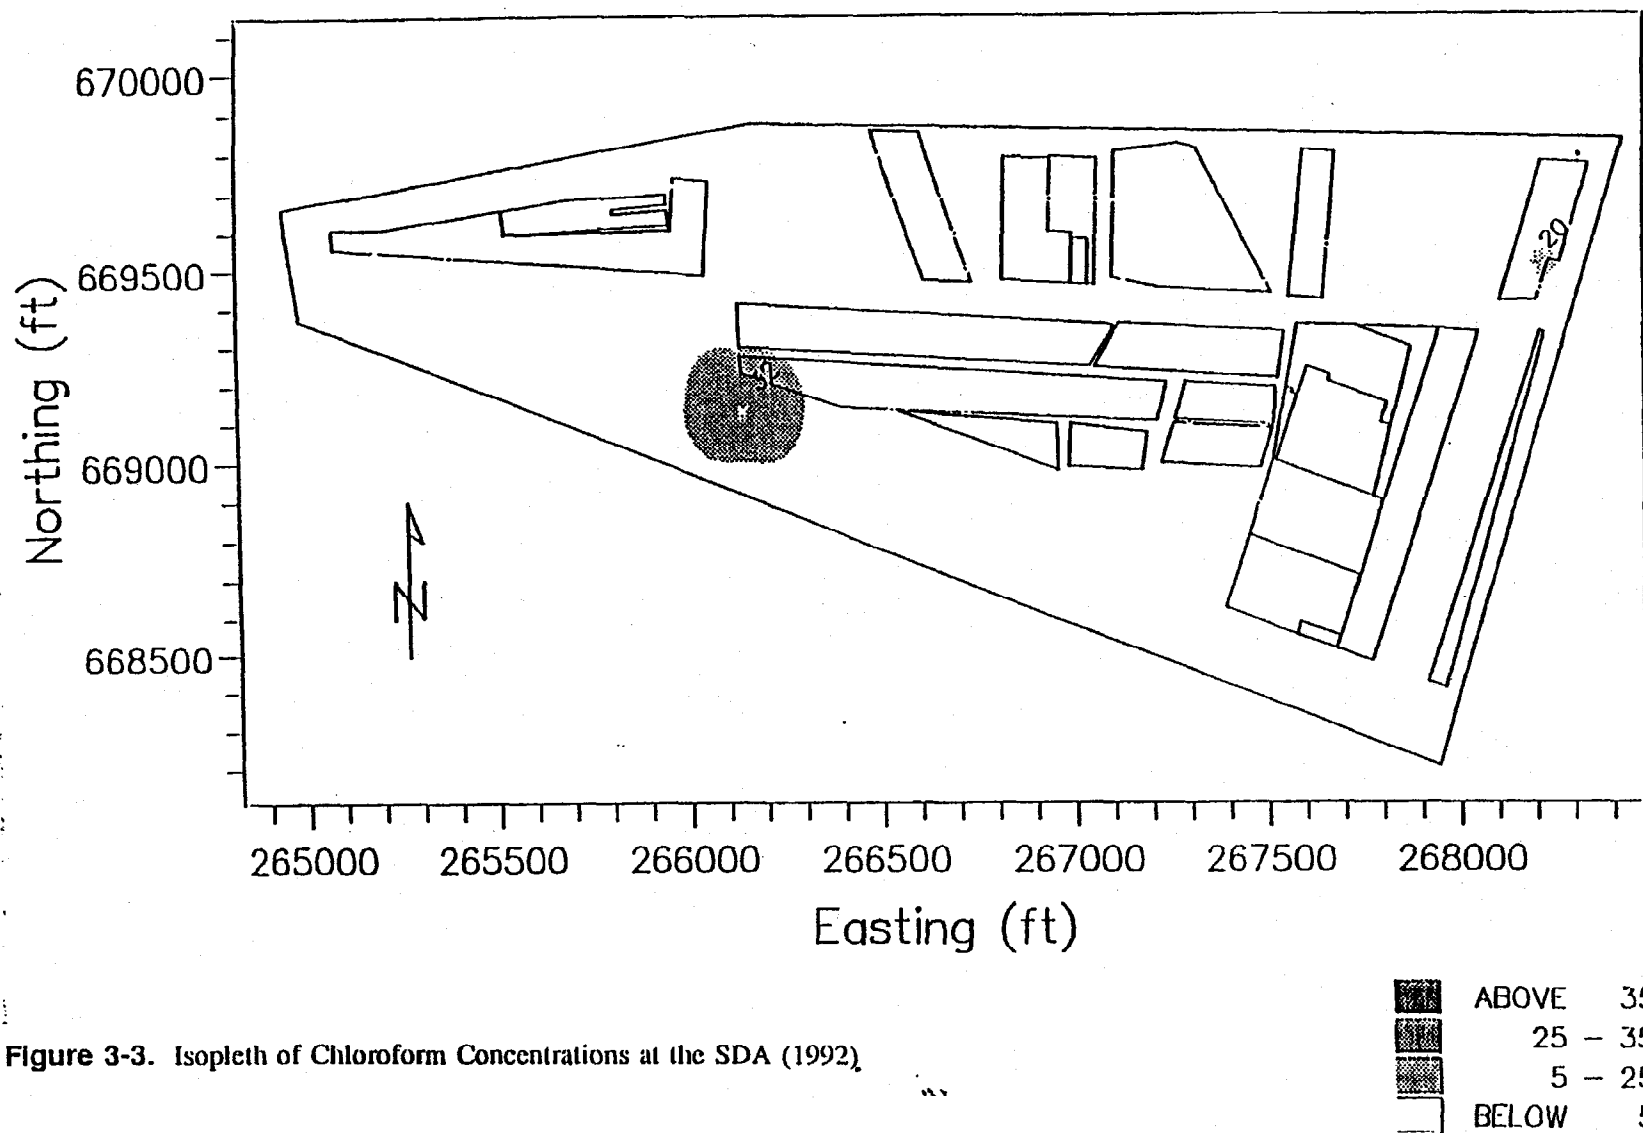 670000
669500
669000
668500
Northing (ft)
20
N
265000 265500 266000 266500 267000 267500 268000
Easting (ft)
ABOVE
25 –
5 –
BELOW
Figure 3-3. Isopleth of Chloroform Concentrations at the SDA (1992).